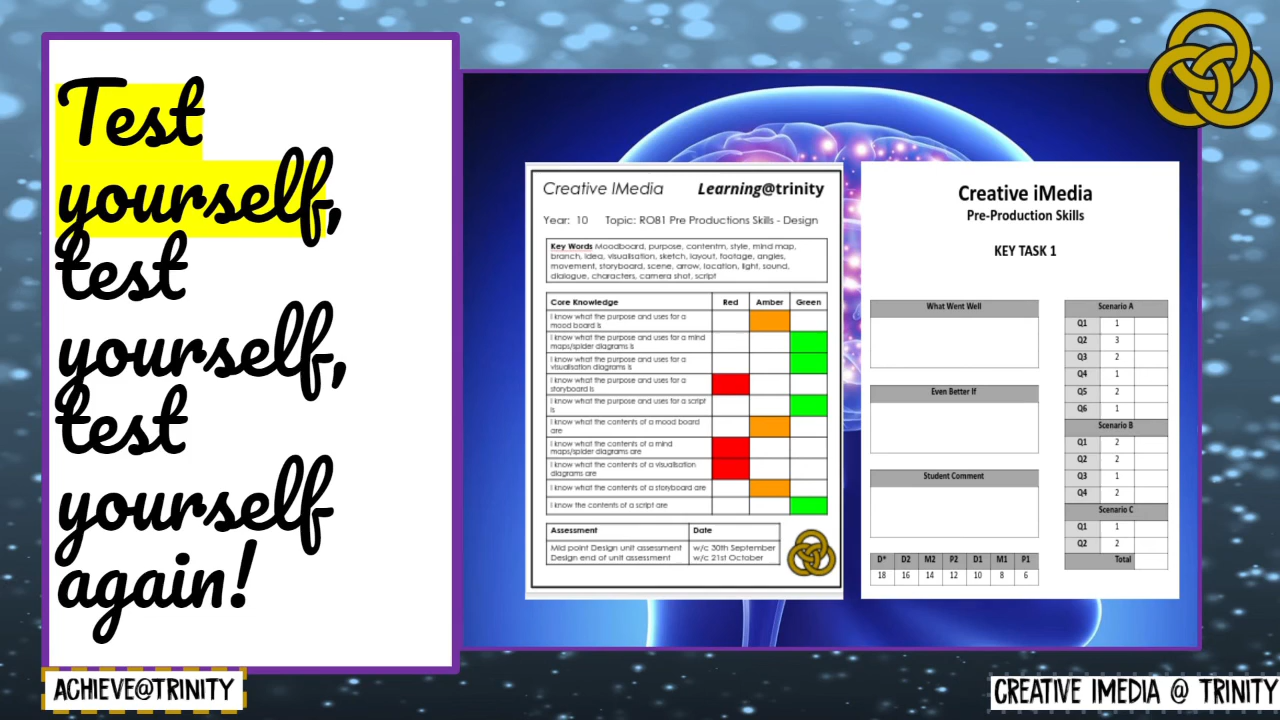 Test
yourself,
test
yourself,
test
yourself
again!
Creative IMedia Learning@trinity
Year: 10 Topic: RO81 Pre Productions Skills - Design
Key Words Moodboard, purpose, contentm, style, mind map,
branch, idea, visualisation, sketch, layout, footage, angles,
movement, storyboard, scene, arrow, location, light, sound,
dialogue, characters, camera shot, script
Core Knowledge Red Amber Green
I know what the purpose and uses for a
mood board is
I know what the purpose and uses for a mind
maps/spider diagrams is
I know what the purpose and uses for a
visualisation diagrams is
I know what the purpose and uses for a
storyboard is
I know what the purpose and uses for a script
is
I know what the contents of a mood board
are
I know what the contents of a mind
maps/spider diagrams are
I know what the contents of a visualisation
diagrams are
I know what the contents of a storyboard are
I know the contents of a script are
Assessment Date
Mid point Design unit assessment w/c 30th September
Design end of unit assessment w/c 21st October
Creative iMedia
Pre-Production Skills
KEY TASK 1
What Went Well
Even Better If
Student Comment
D* D2 M2 P2 D1 M1 P1
18 16 14 12 10 8 6
Scenario A
Q1 1
Q2 3
Q3 2
Q4 1
Q5 2
Q6 1
Scenario B
Q1 2
Q2 2
Q3 1
Q4 2
Scenario C
Q1 1
Q2 2
Total
ACHIEVE@TRINITY
CREATIVE IMEDIA @ TRINITY